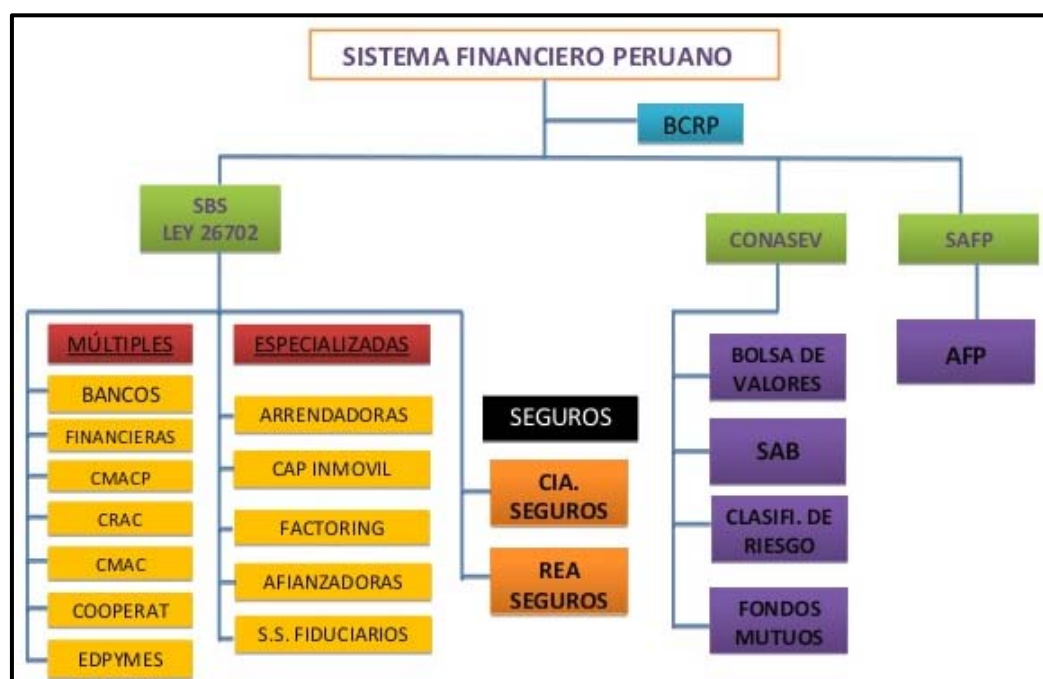 SISTEMA FINANCIERO PERUANO
BCRP
SBS
LEY 26702
CONASEV
SAFP
MÚLTIPLES
BANCOS
FINANCIERAS
CMACP
CRAC
CMAC
COOPERAT
EDPYMES
ESPECIALIZADAS
ARRENDADORAS
CAP INMOVIL
FACTORING
AFIANZADORAS
S.S. FIDUCIARIOS
SEGUROS
CIA.
SEGUROS
REA
SEGUROS
BOLSA DE
VALORES
SAB
CLASIFI. DE
RIESGO
FONDOS
MUTUOS
AFP